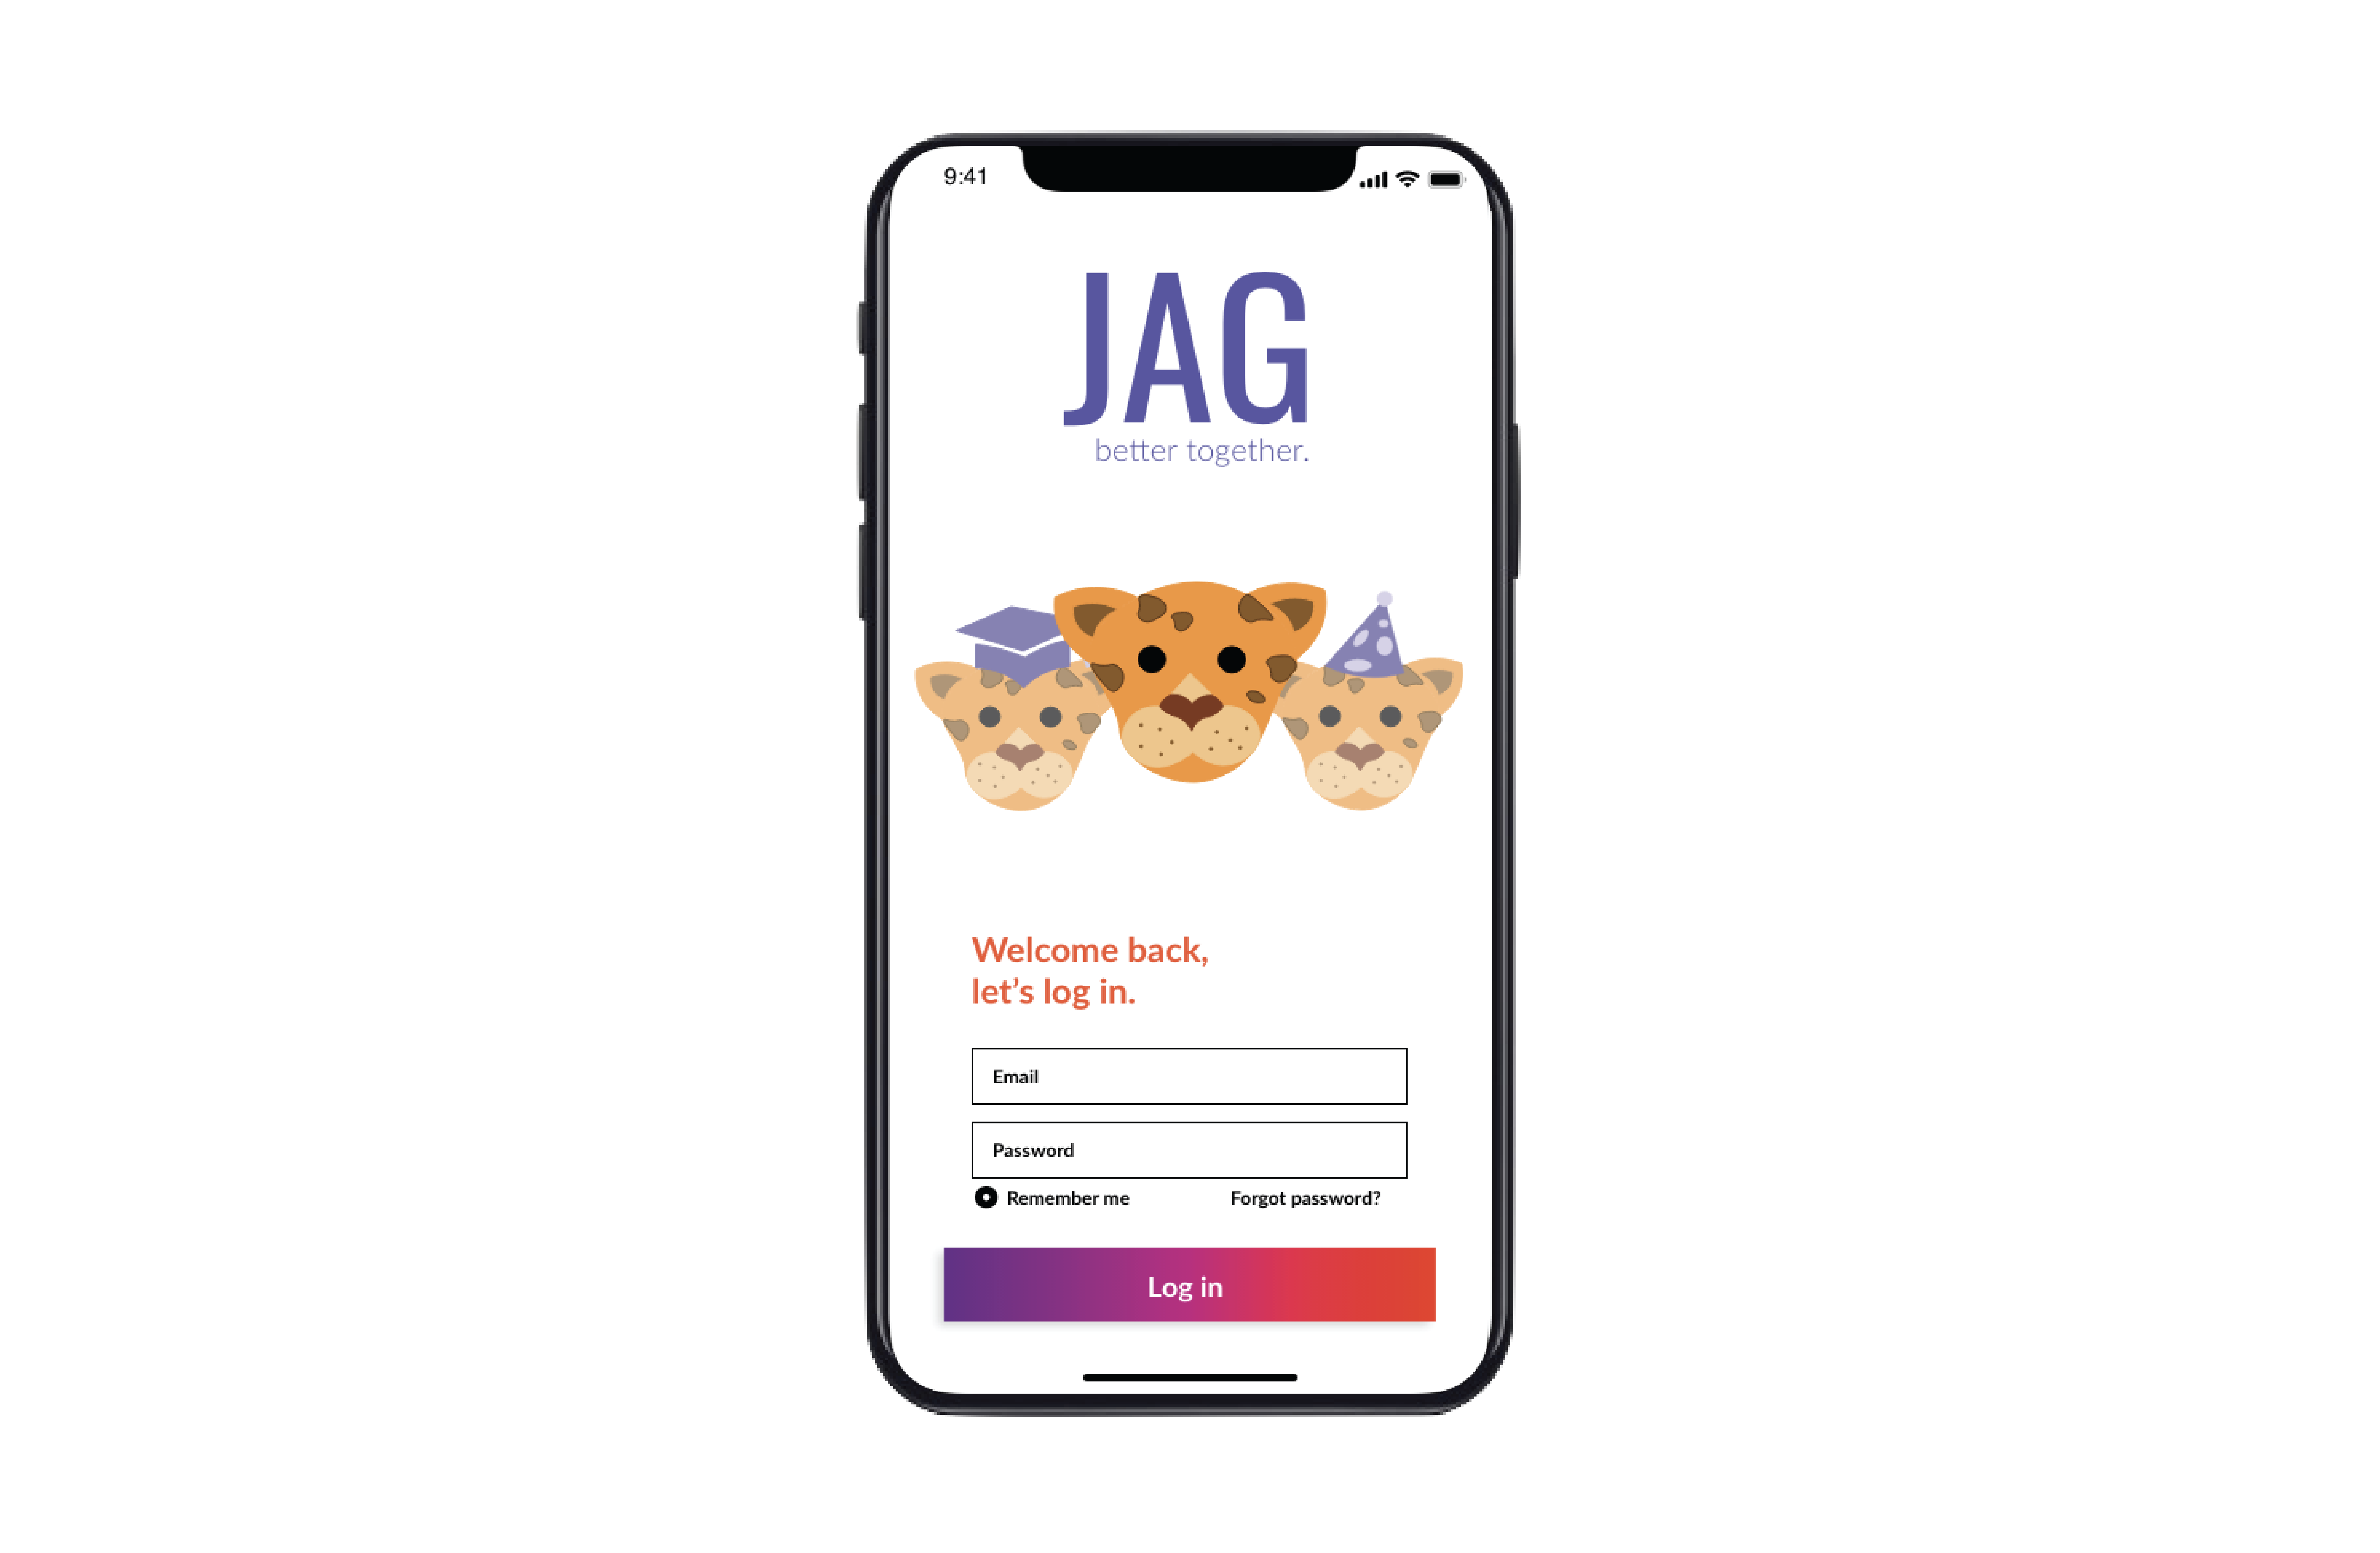 9:41
JAG
better together.
Welcome back,
let’s log in.
Email
Password
Remember me
Forgot password?
Log in